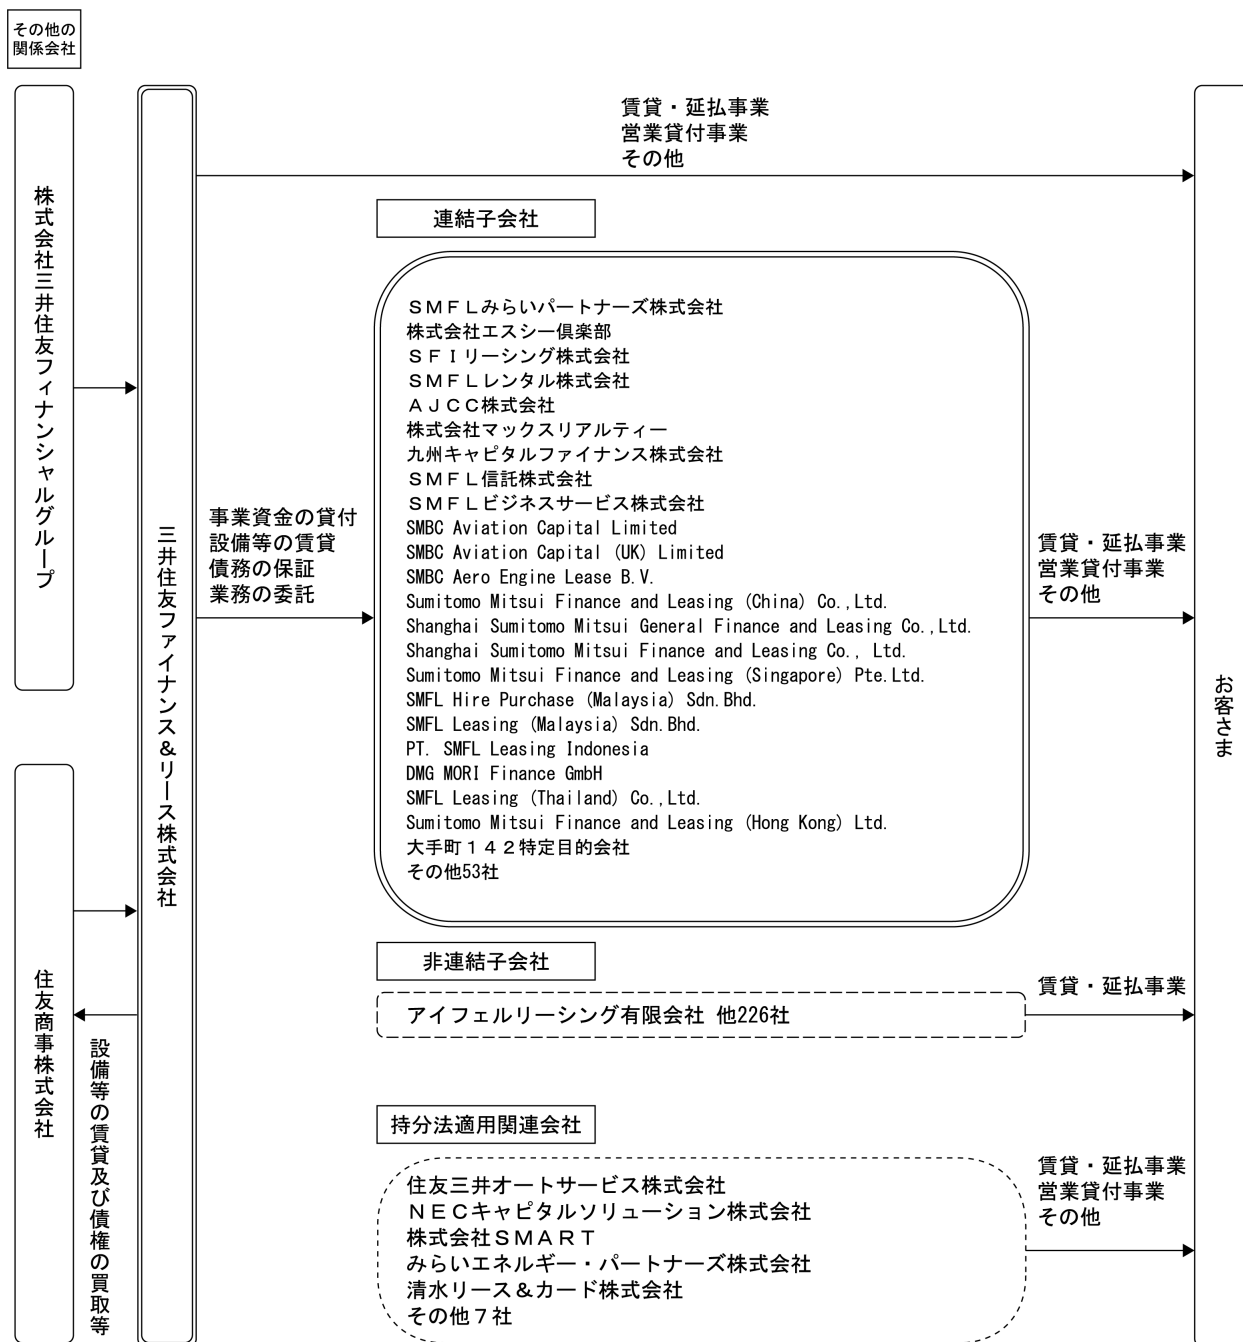 その他の
関係会社
株式会社三井住友フィナンシャルグループ
住友商事株式会社
三井住友ファイナンス＆リース株式会社
設備等の賃貸及び債権の買取等
賃貸・延払事業
営業貸付事業
その他
事業資金の貸付
設備等の賃貸
債務の保証
業務の委託
連結子会社
ＳＭＦＬみらいパートナーズ株式会社
株式会社エスシー倶楽部
ＳＦＩリーシング株式会社
ＳＭＦＬレンタル株式会社
ＡＪＣＣ株式会社
株式会社マックスリアルティー
九州キャピタルファイナンス株式会社
ＳＭＦＬ信託株式会社
ＳＭＦＬビジネスサービス株式会社
SMBC Aviation Capital Limited
SMBC Aviation Capital (UK) Limited
SMBC Aero Engine Lease B.V.
Sumitomo Mitsui Finance and Leasing (China) Co.,Ltd.
Shanghai Sumitomo Mitsui General Finance and Leasing Co.,Ltd.
Shanghai Sumitomo Mitsui Finance and Leasing Co., Ltd.
Sumitomo Mitsui Finance and Leasing (Singapore) Pte.Ltd.
SMFL Hire Purchase (Malaysia) Sdn.Bhd.
SMFL Leasing (Malaysia) Sdn.Bhd.
PT. SMFL Leasing Indonesia
DMG MORI Finance GmbH
SMFL Leasing (Thailand) Co.,Ltd.
Sumitomo Mitsui Finance and Leasing (Hong Kong) Ltd.
大手町１４２特定目的会社
その他53社
賃貸・延払事業
営業貸付事業
その他
非連結子会社
アイフェルリーシング有限会社 他226社
賃貸・延払事業
持分法適用関連会社
住友三井オートサービス株式会社
ＮＥＣキャピタルソリューション株式会社
株式会社ＳＭＡＲＴ
みらいエネルギー・パートナーズ株式会社
清水リース＆カード株式会社
その他７社
賃貸・延払事業
営業貸付事業
その他
お客さま